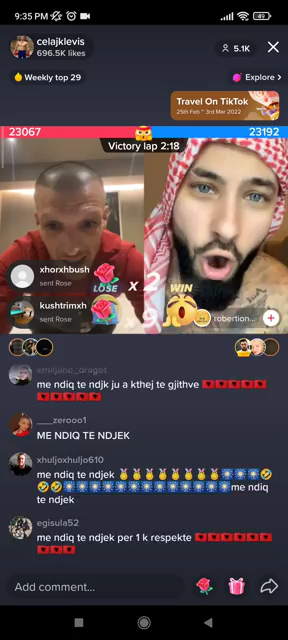 9:35 PM
49
celajklevis
696.5K likes
5.1K
Weekly top 29
Explore >
Travel On TikTok
25th Feb ~ 3rd Mar 2022
23067
23192
Victory lap 2:18
xhorxhbush
sent Rose
LOSE
x 2
WIN
kushtrimxh
sent Rose
robertion...
emiljana_dragos
me ndiq te ndjk ju a kthej te gjithve
___zerooo1
ME NDIQ TE NDJEK
xhuljoxhuljo610
me ndiq te ndjek
me ndiq
te ndjek
egisula52
me ndiq te ndjek per 1 k respekte
Add comment...